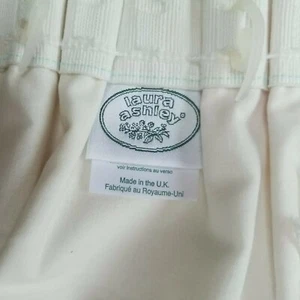 laura
ashley®
voir instructions au verso
Made in the U.K.
Fabriqué au Royaume-Uni